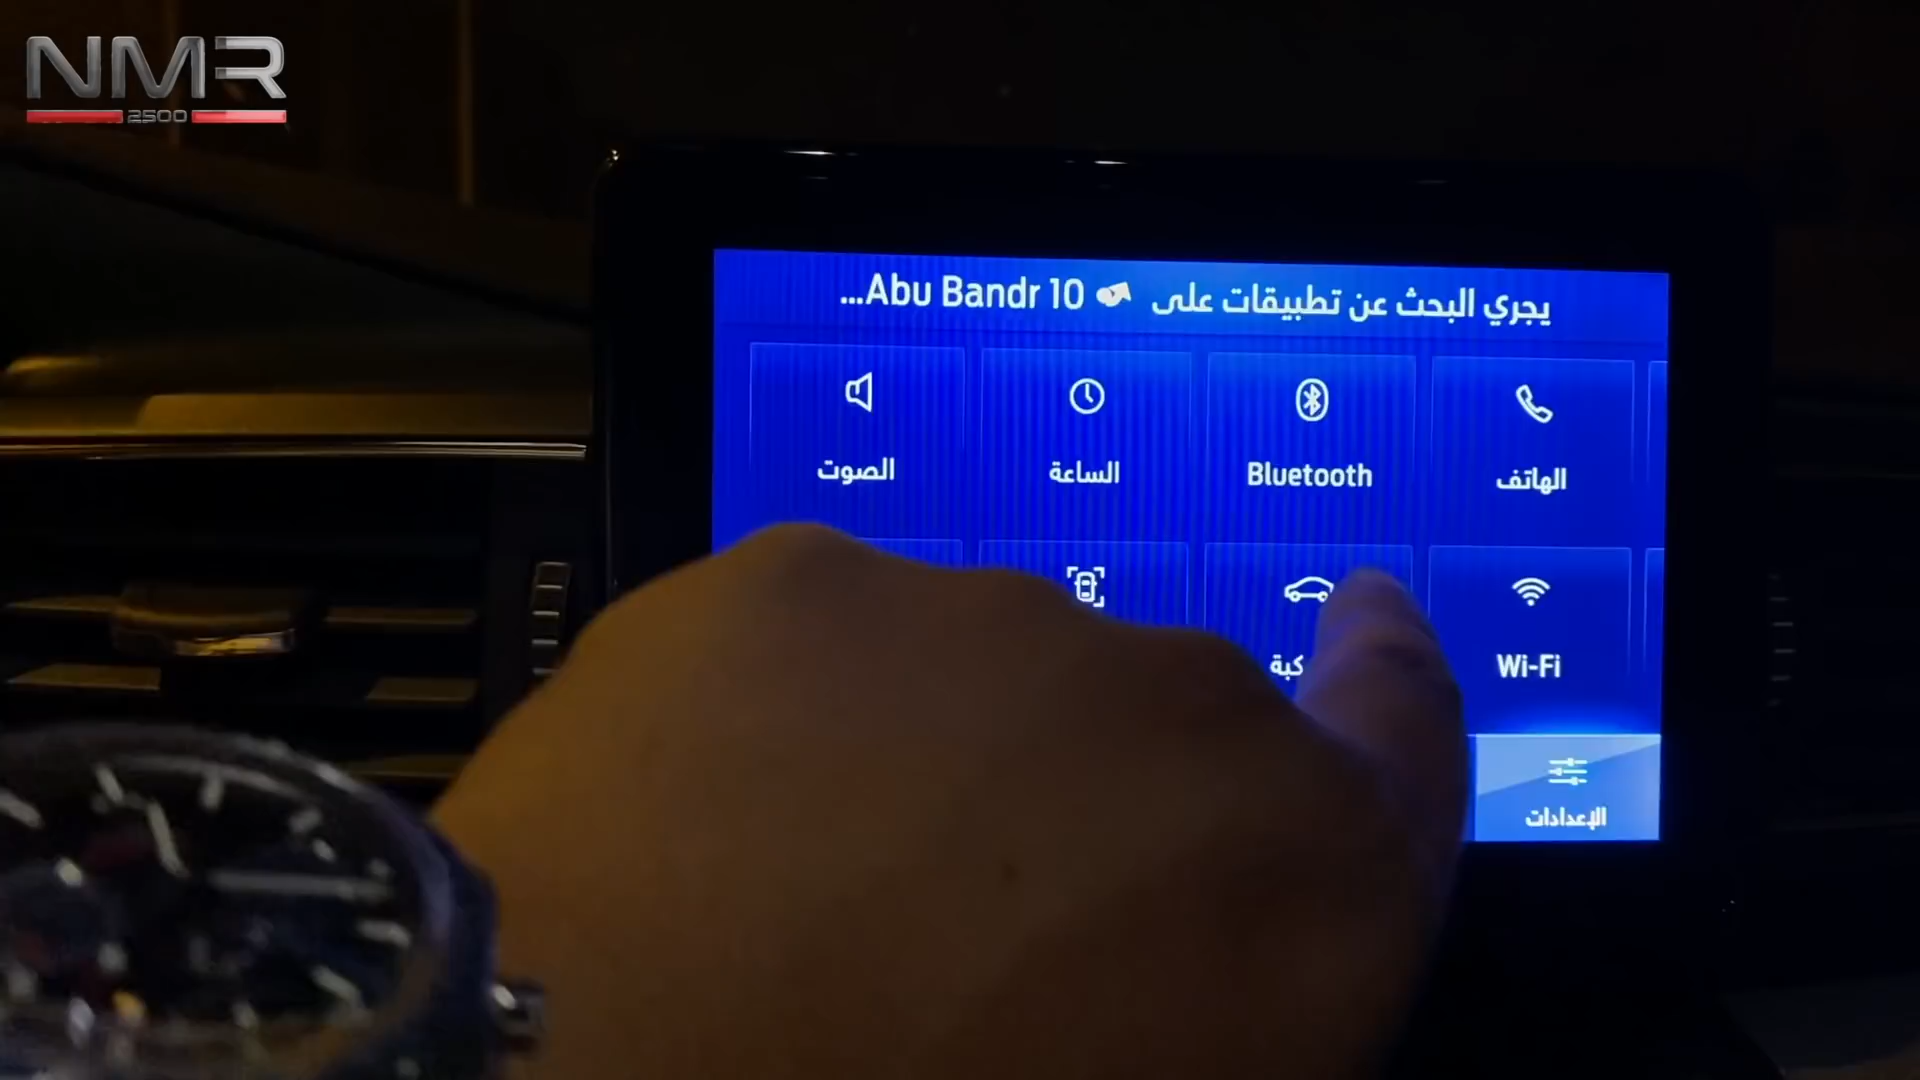 NMR
2500
يجري البحث عن تطبيقات على Abu Bandr 10...
الهاتف
Bluetooth
الساعة
الصوت
Wi-Fi
كبة
الإعدادات